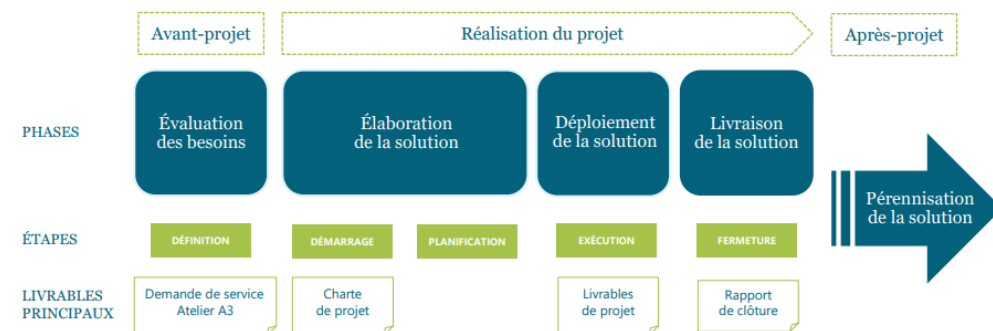 Avant-projet
Réalisation du projet
Après-projet
PHASES
Évaluation
des besoins
Élaboration
de la solution
Déploiement
de la solution
Livraison
de la solution
Pérennisation
de la solution
ÉTAPES
DÉFINITION
DÉMARRAGE
PLANIFICATION
EXÉCUTION
FERMETURE
LIVRABLES
PRINCIPAUX
Demande de service
Atelier A3
Charte
de projet
Livrables
de projet
Rapport
de clôture